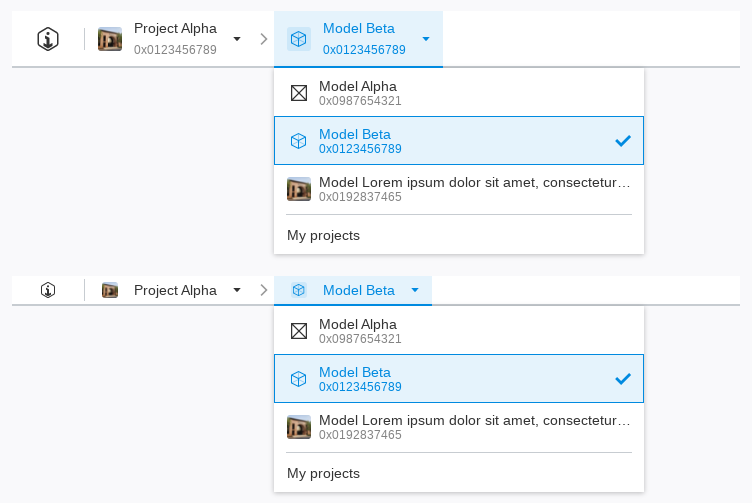 Project Alpha
0x0123456789
Model Beta
0x0123456789
Model Alpha
0x0987654321
Model Beta
0x0123456789
Model Lorem ipsum dolor sit amet, consectetur…
0x0192837465
My projects
Project Alpha
Model Beta
Model Alpha
0x0987654321
Model Beta
0x0123456789
Model Lorem ipsum dolor sit amet, consectetur…
0x0192837465
My projects